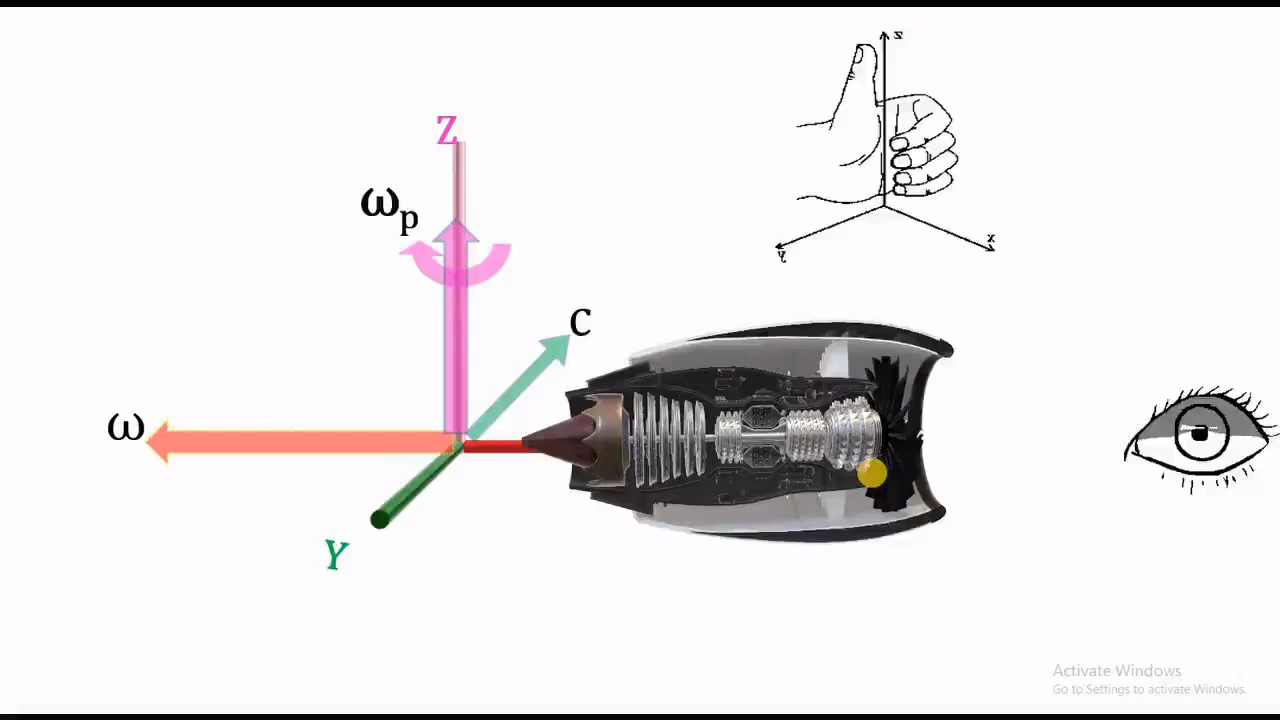 z
x
y
Z
ωp
C
ω
Y
Activate Windows
Go to Settings to activate Windows.